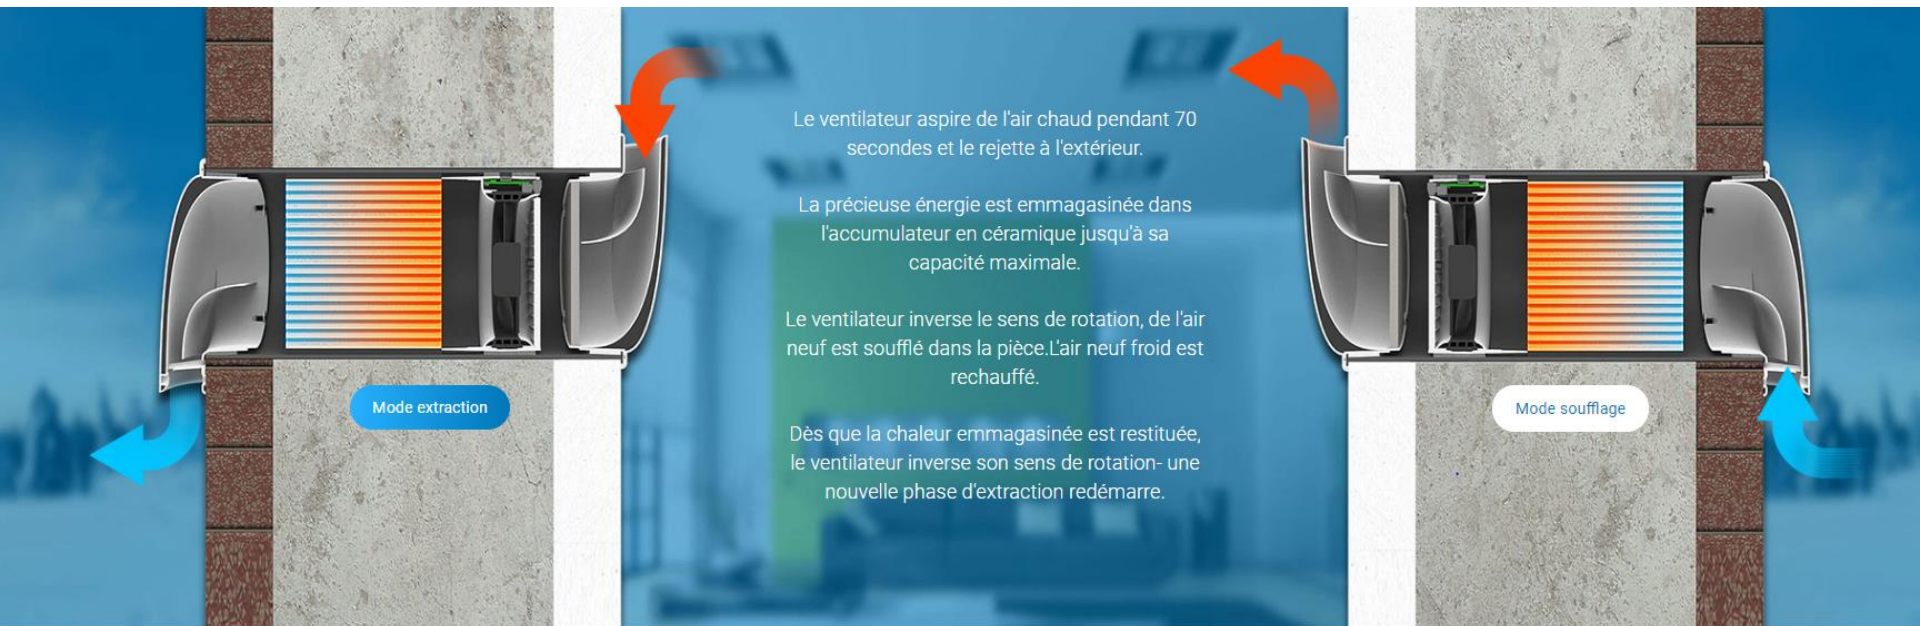 Le ventilateur aspire de l'air chaud pendant 70
secondes et le rejette à l'extérieur.
La précieuse énergie est emmagasinée dans
l'accumulateur en céramique jusqu'à sa
capacité maximale.
Le ventilateur inverse le sens de rotation, de l'air
neuf est soufflé dans la pièce.L'air neuf froid est
rechauffé.
Dès que la chaleur emmagasinée est restituée,
le ventilateur inverse son sens de rotation- une
nouvelle phase d'extraction redémarre.
Mode extraction
Mode soufflage